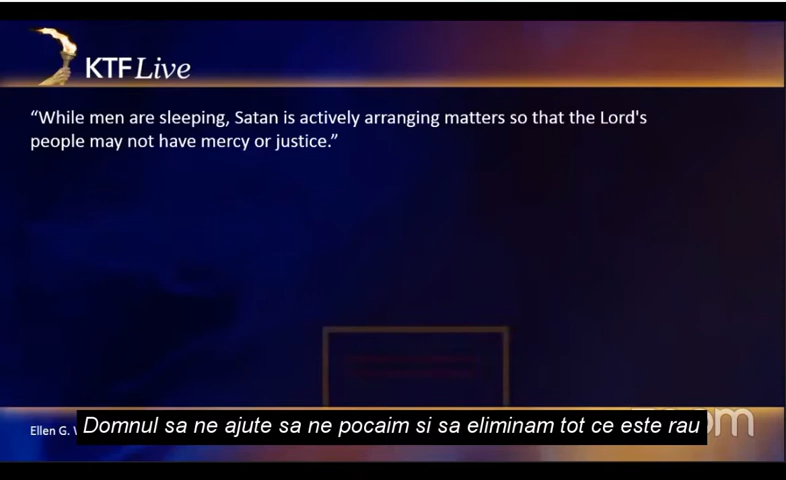 KTF Live
“While men are sleeping, Satan is actively arranging matters so that the Lord's
people may not have mercy or justice.”
Ellen G.
Domnul sa ne ajute sa ne pocaim si sa eliminam tot ce este rau